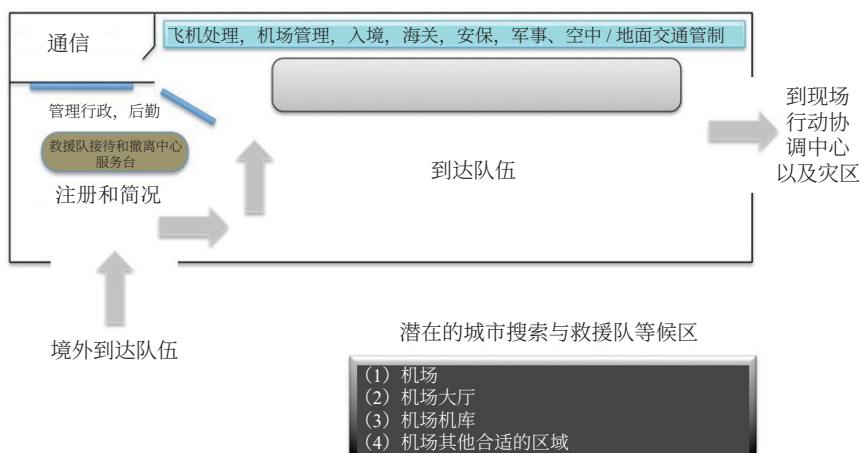 通信
飞机处理，机场管理，入境，海关，安保，军事、空中 / 地面交通管制
管理行政，后勤
救援队接待和撤离中心
服务台
注册和简况
到达队伍
到现场
行动协
调中心
以及灾区
境外到达队伍
潜在的城市搜索与救援队等候区
（1）机场
（2）机场大厅
（3）机场机库
（4）机场其他合适的区域